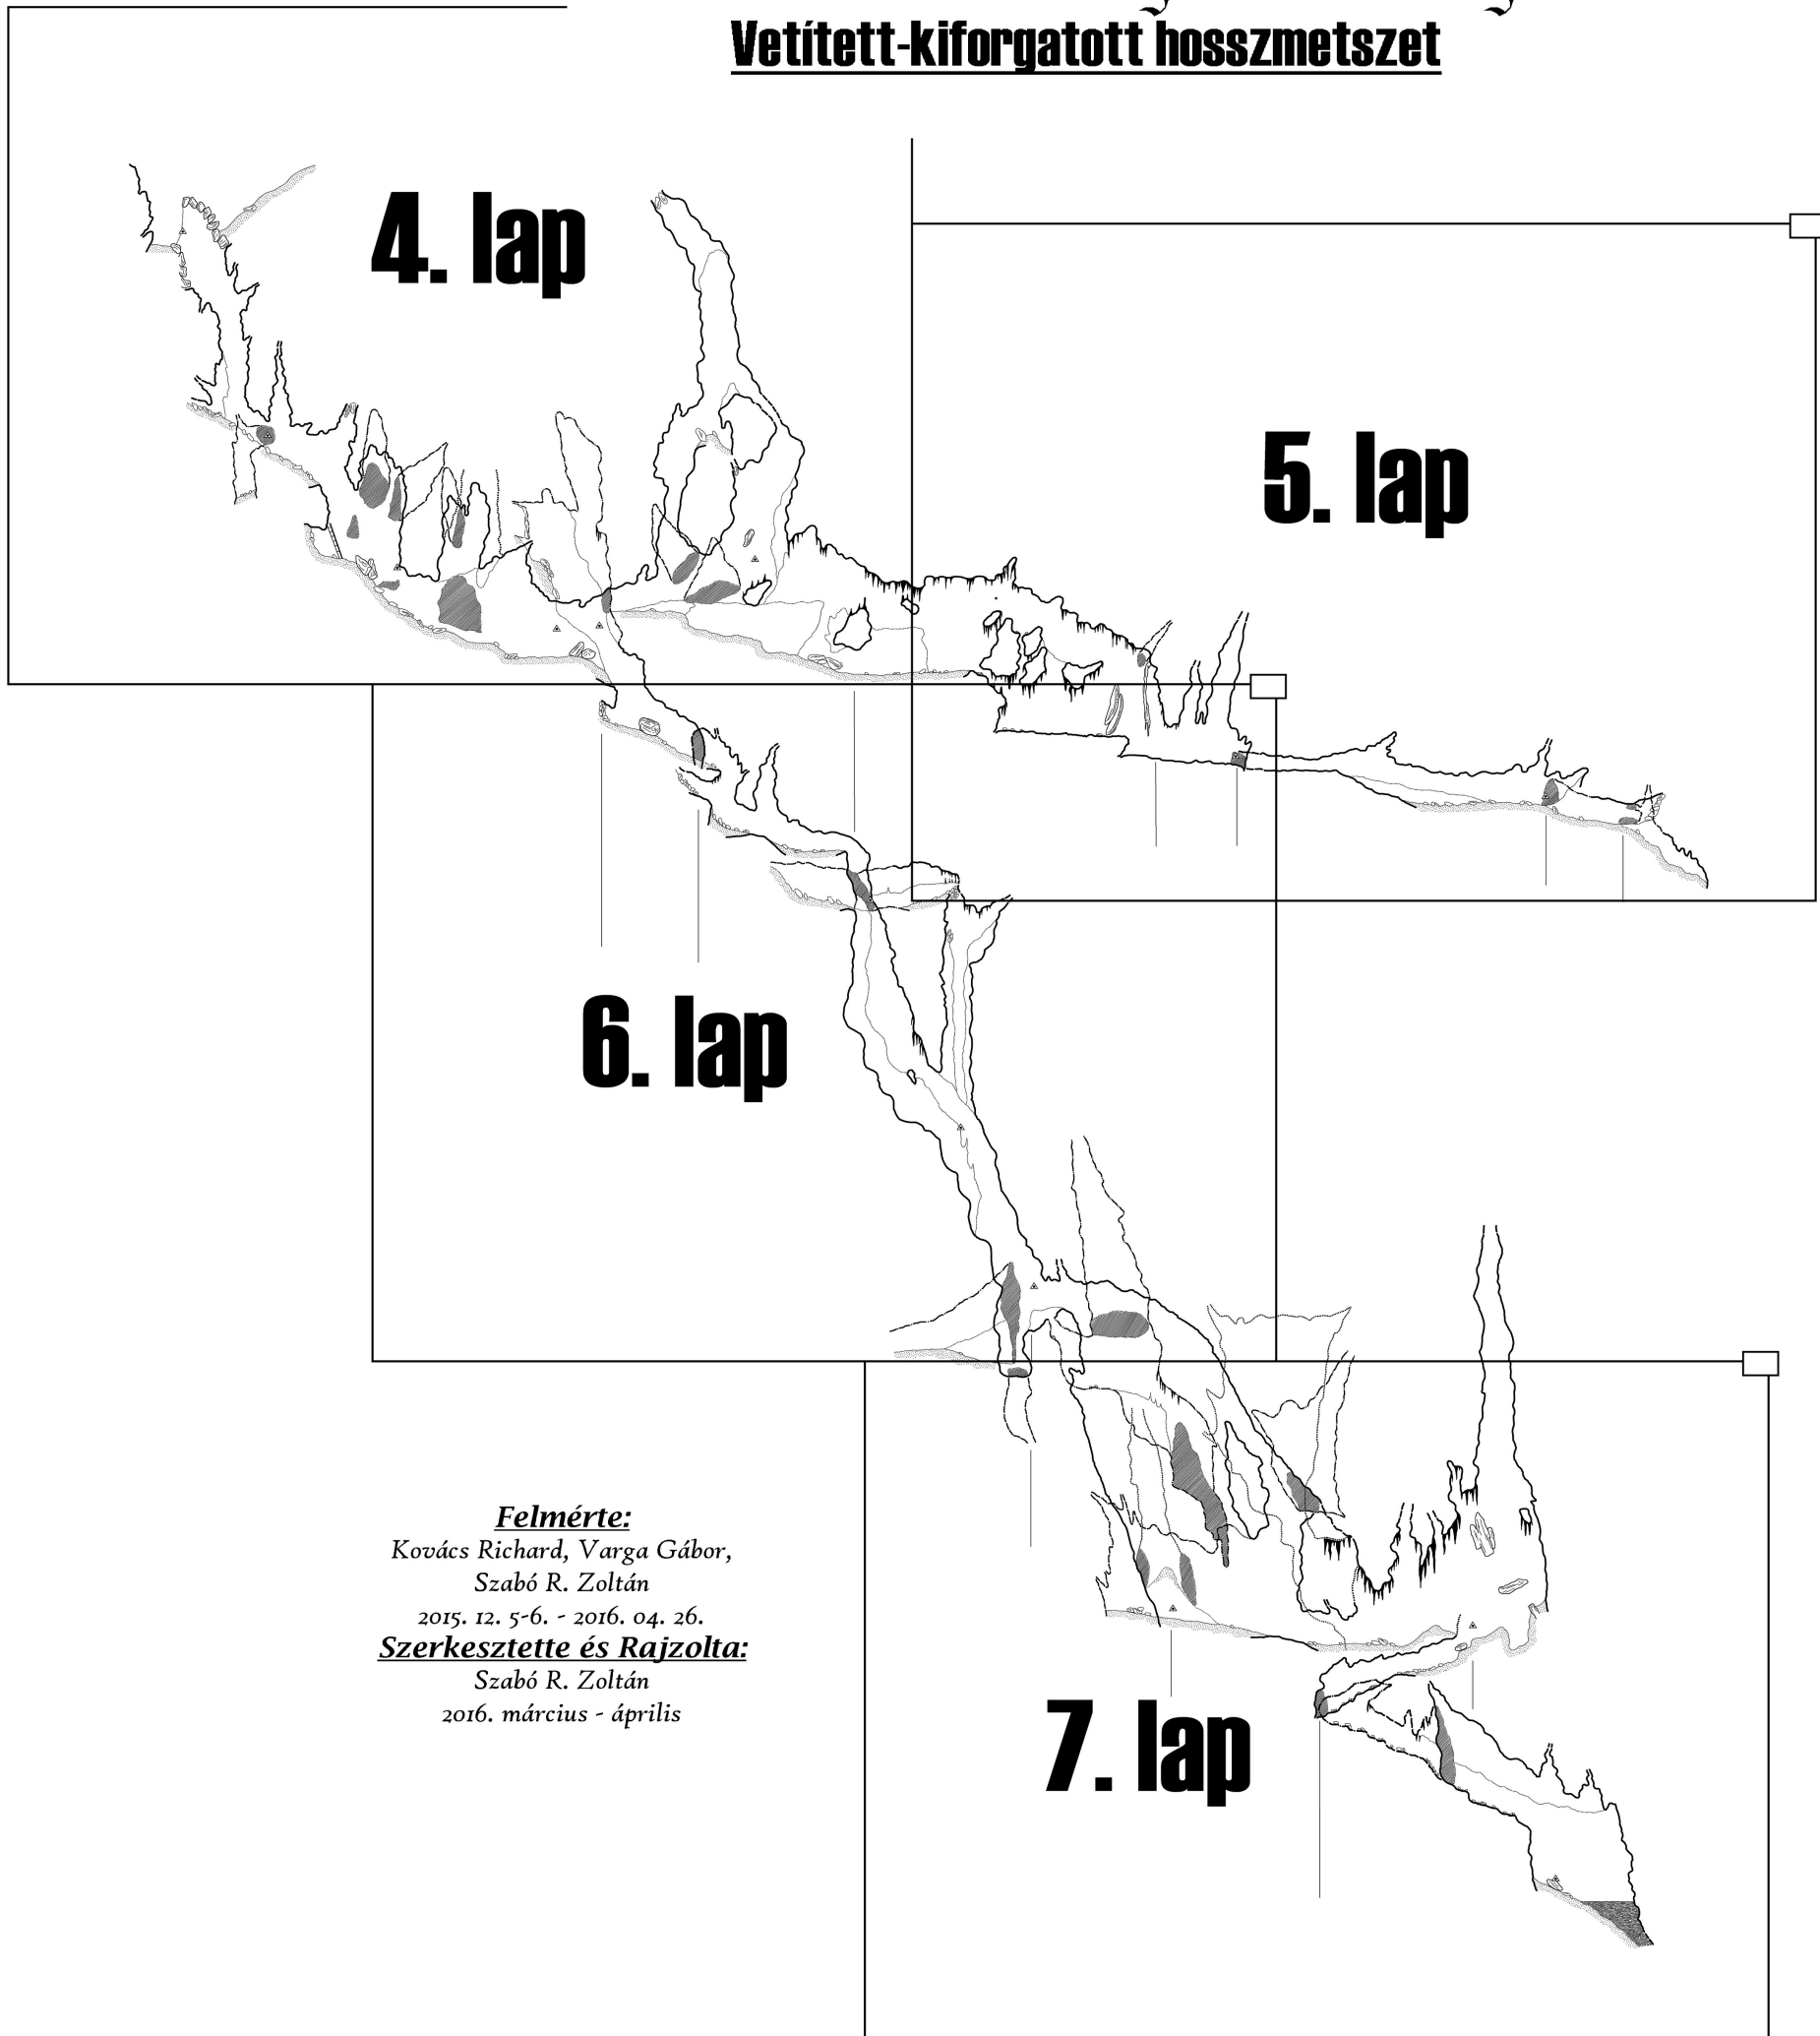 Vetített-kiforgatott hosszmetszet
4. lap
5. lap
6. lap
Felmérte:
Kovács Richard, Varga Gábor,
Szabó R. Zoltán
2015. 12. 5-6. - 2016. 04. 26.
Szerkesztette és Rajzolta:
Szabó R. Zoltán
2016. március - április
7. lap